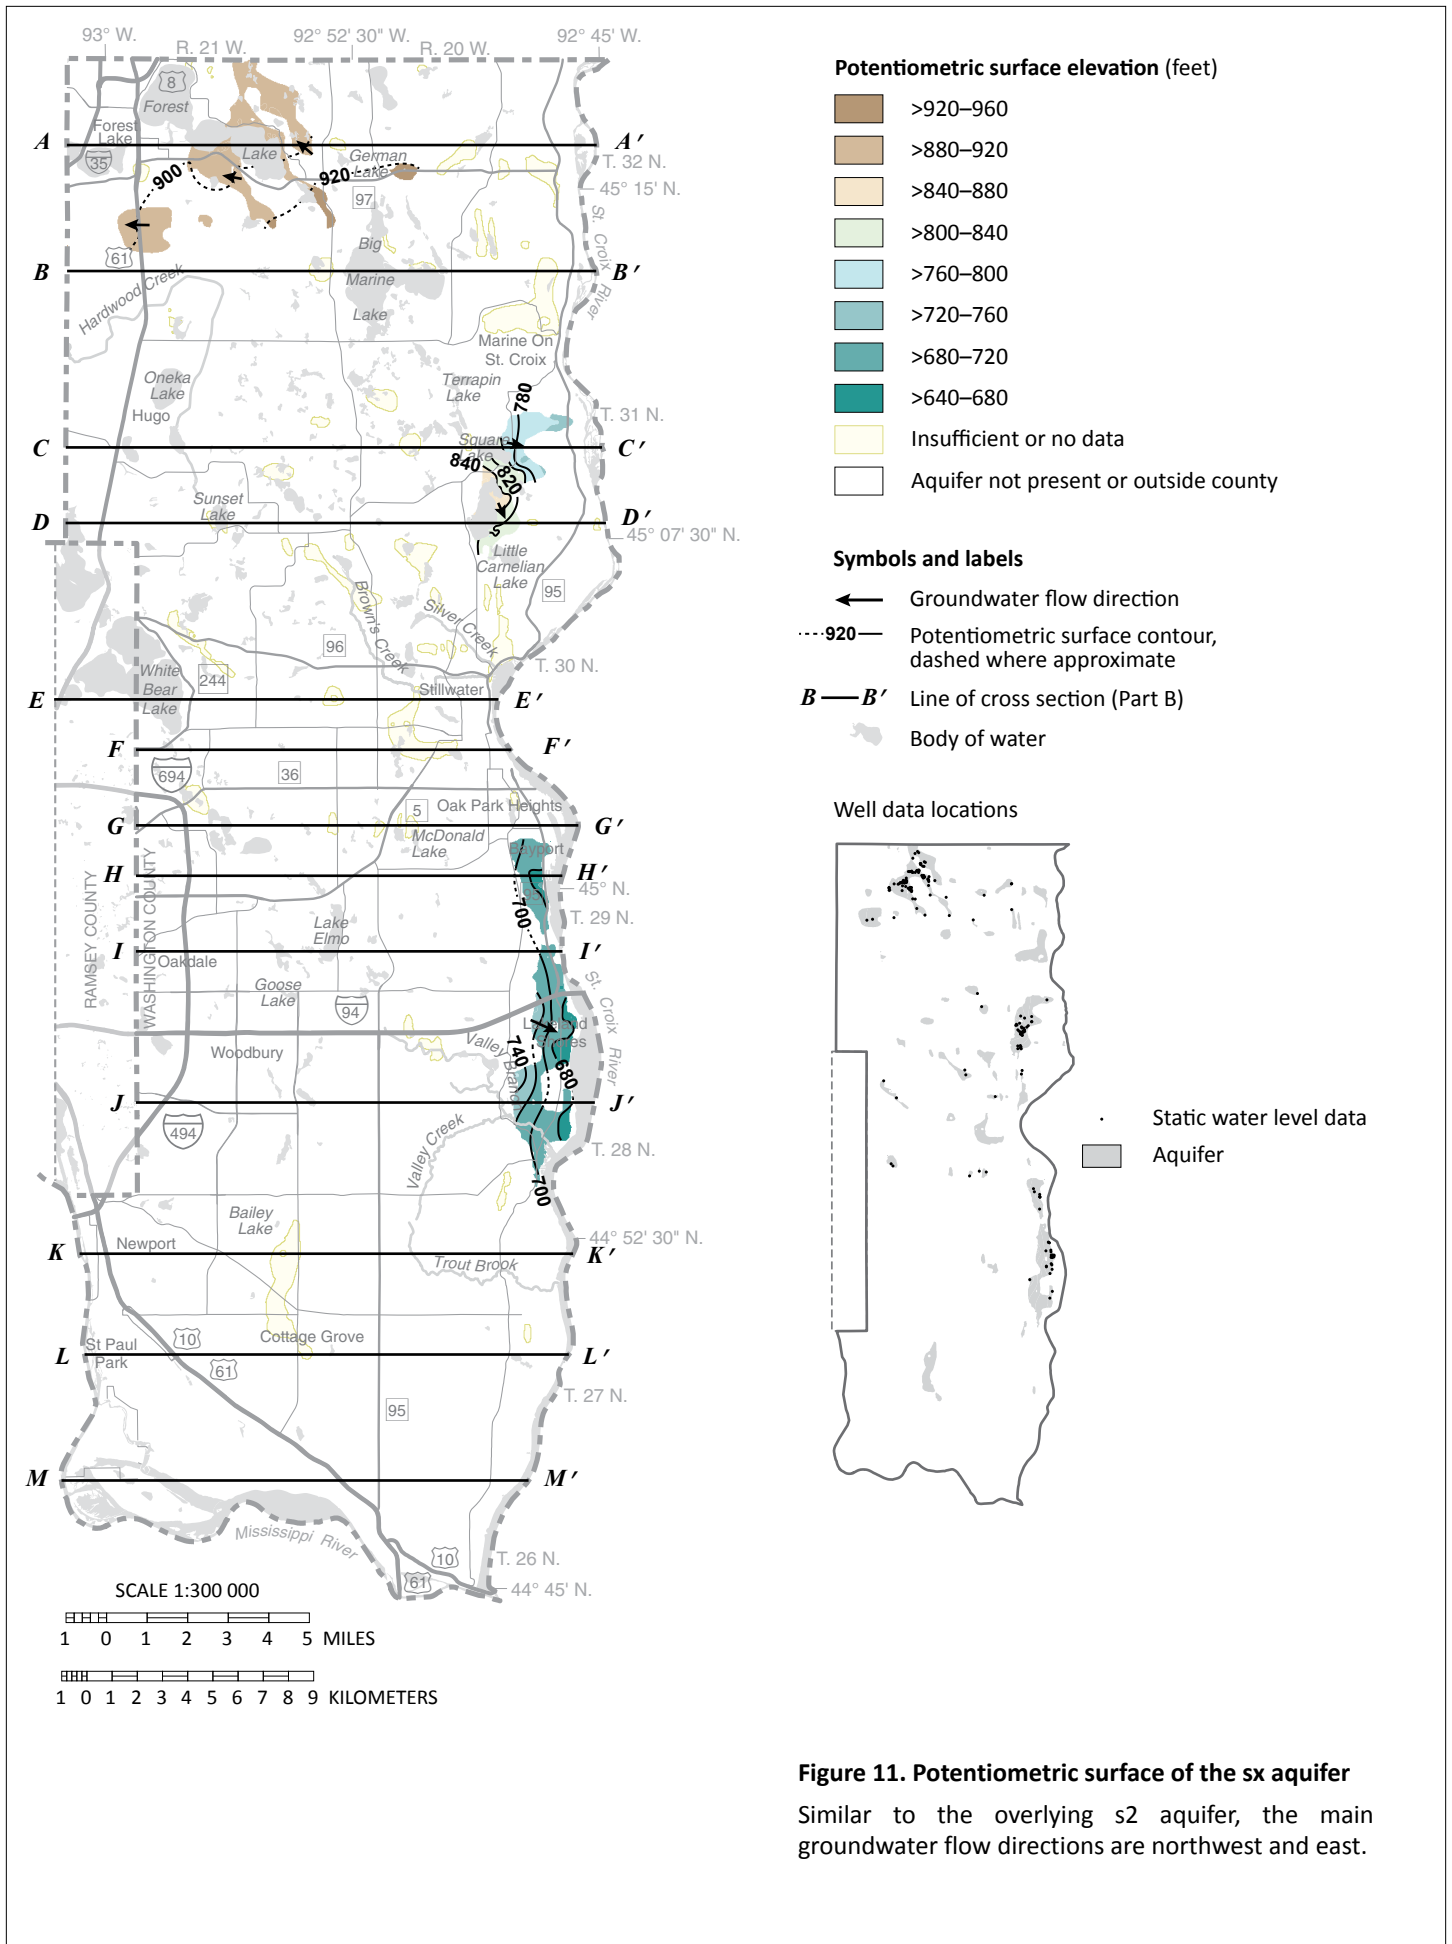 93° W.
R. 21 W.
92° 52' 30" W.
R. 20 W.
92° 45' W.
8
Forest
Forest
Lake
35
A
Lake
German
Lake
A'
T. 32 N.
45° 15' N.
900
920
97
61
Big
Marine
Lake
St. Croix River
B
B'
Hardwood Creek
Marine On
St. Croix
Oneka
Lake
Hugo
Terrapin
Lake
780
T. 31 N.
C
Square
Lake
C'
840
820
Sunset
Lake
D
D'
45° 07' 30" N.
Little
Carnelian
Lake
95
Brown's Creek
Silver Creek
96
T. 30 N.
White
Bear
Lake
244
Stillwater
E
E'
F
F'
694
36
5
Oak Park Heights
G
G'
McDonald
Lake
Bayport
H
H'
95
45° N.
700
T. 29 N.
RAMSEY COUNTY
WASHINGTON COUNTY
Lake
Elmo
I
I'
Oakdale
Goose
Lake
94
St. Croix River
Lakeland
Shores
Woodbury
Valley Branch
740
680
J
J'
494
Valley Creek
T. 28 N.
700
Bailey
Lake
44° 52' 30" N.
K
Newport
K'
Trout Brook
10
Cottage Grove
St Paul
Park
L
L'
61
T. 27 N.
95
M
M'
Mississippi River
10
T. 26 N.
61
44° 45' N.
SCALE 1:300 000
1 0 1 2 3 4 5 MILES
1 0 1 2 3 4 5 6 7 8 9 KILOMETERS
Potentiometric surface elevation (feet)
>920–960
>880–920
>840–880
>800–840
>760–800
>720–760
>680–720
>640–680
Insufficient or no data
Aquifer not present or outside county
Symbols and labels
Groundwater flow direction
920 Potentiometric surface contour,
dashed where approximate
B B' Line of cross section (Part B)
Body of water
Well data locations
Static water level data
Aquifer
Figure 11. Potentiometric surface of the sx aquifer
Similar to the overlying s2 aquifer, the main
groundwater flow directions are northwest and east.